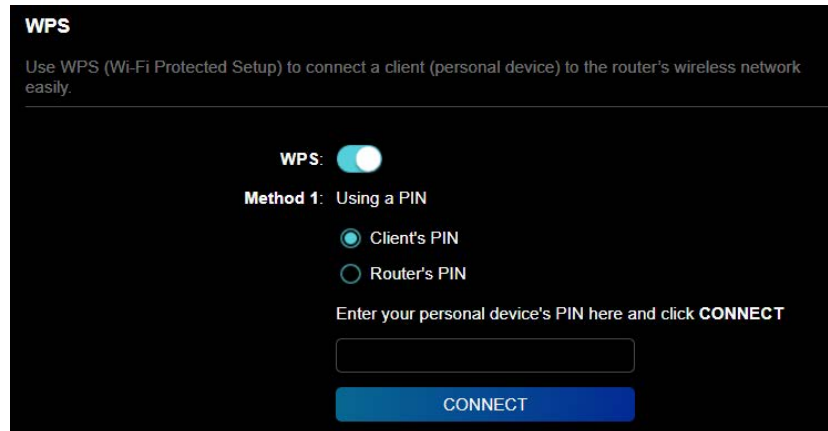 WPS
Use WPS (Wi-Fi Protected Setup) to connect a client (personal device) to the router's wireless network
easily.
WPS:
Method 1: Using a PIN
Client's PIN
Router's PIN
Enter your personal device's PIN here and click CONNECT
CONNECT